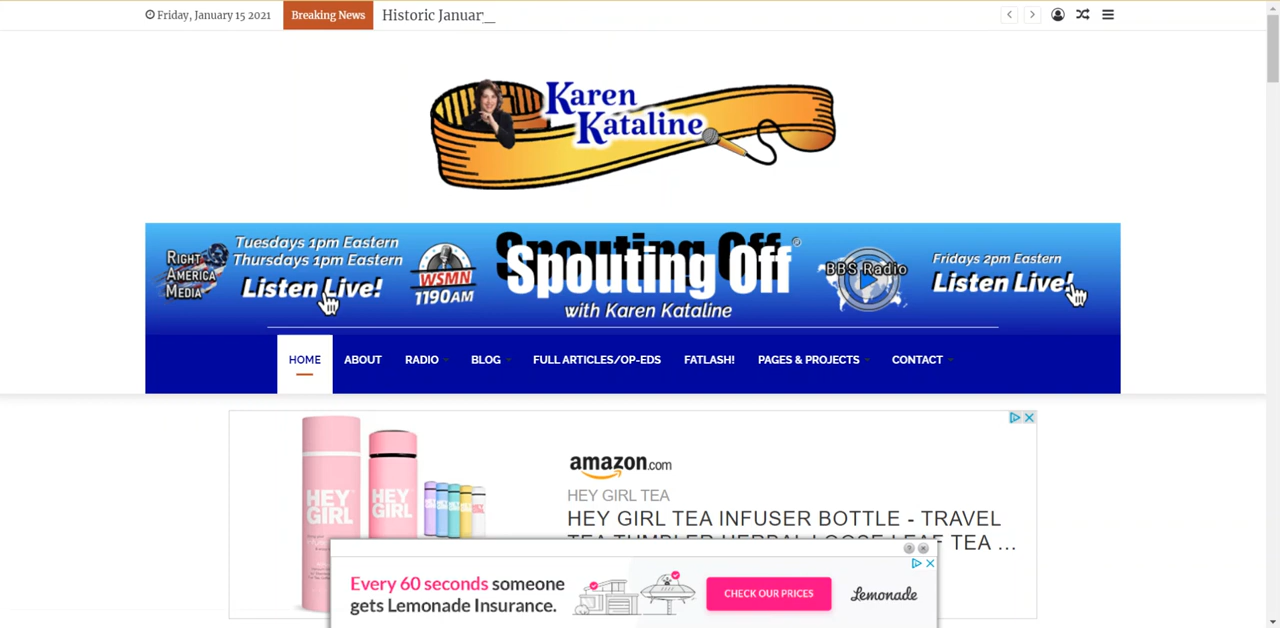 Friday, January 15 2021
Breaking News
Historic Januar_
Karen
Kataline
RIGHT
AMERICA
MEDIA
Tuesdays 1pm Eastern
Thursdays 1pm Eastern
Listen Live!
WSMN
1190AM
Spouting Off
Spouting Off®
with Karen Kataline
BBS Radio
Fridays 2pm Eastern
Listen Live!
HOME ABOUT RADIO BLOG FULL ARTICLES/OP-EDS FATLASH! PAGES & PROJECTS CONTACT
HEY
GIRL
HEY
GIRL
amazon.com
HEY GIRL TEA
HEY GIRL TEA INFUSER BOTTLE - TRAVEL
TEA TUMBLER HERBAL LOOSE LEAF TEA ...
Every 60 seconds someone
gets Lemonade Insurance.
CHECK OUR PRICES
Lemonade